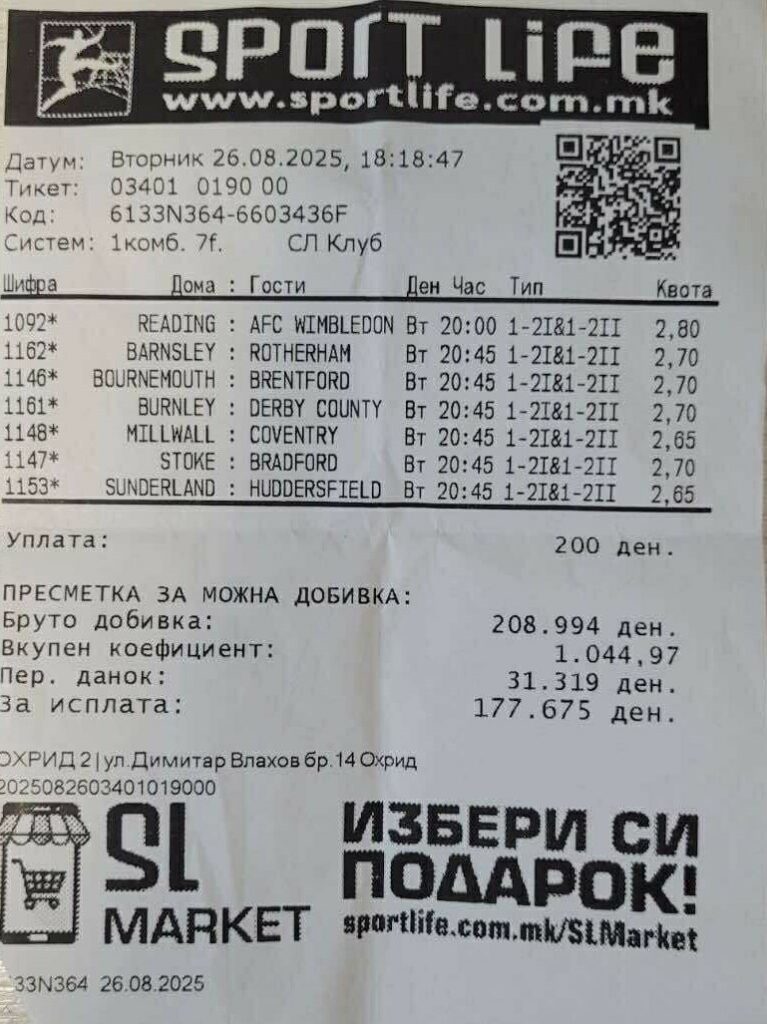 SPORT LIFE
www.sportlife.com.mk
Датум: Вторник 26.08.2025, 18:18:47
Тикет: 03401 0190 00
Код: 6133N364-6603436F
Систем: 1комб. 7f. СЛ Клуб
Шифра Дома : Гости Ден Час Тип Квота
1092* READING : AFC WIMBLEDON Вт 20:00 1-2I&1-2II 2,80
1162* BARNSLEY : ROTHERHAM Вт 20:45 1-2I&1-2II 2,70
1146* BOURNEMOUTH : BRENTFORD Вт 20:45 1-2I&1-2II 2,70
1161* BURNLEY : DERBY COUNTY Вт 20:45 1-2I&1-2II 2,70
1148* MILLWALL : COVENTRY Вт 20:45 1-2I&1-2II 2,65
1147* STOKE : BRADFORD Вт 20:45 1-2I&1-2II 2,70
1153* SUNDERLAND : HUDDERSFIELD Вт 20:45 1-2I&1-2II 2,65
Уплата: 200 ден.
ПРЕСМЕТКА ЗА МОЖНА ДОБИВКА:
Бруто добивка: 208.994 ден.
Вкупен коефициент: 1.044,97
Пер. данок: 31.319 ден.
За исплата: 177.675 ден.
ОХРИД 2|ул.Димитар Влахов бр.14 Охрид
2025082603401019000
SL MARKET
ИЗБЕРИ СИ
ПОДАРОК!
sportlife.com.mk/SLMarket
33N364 26.08.2025